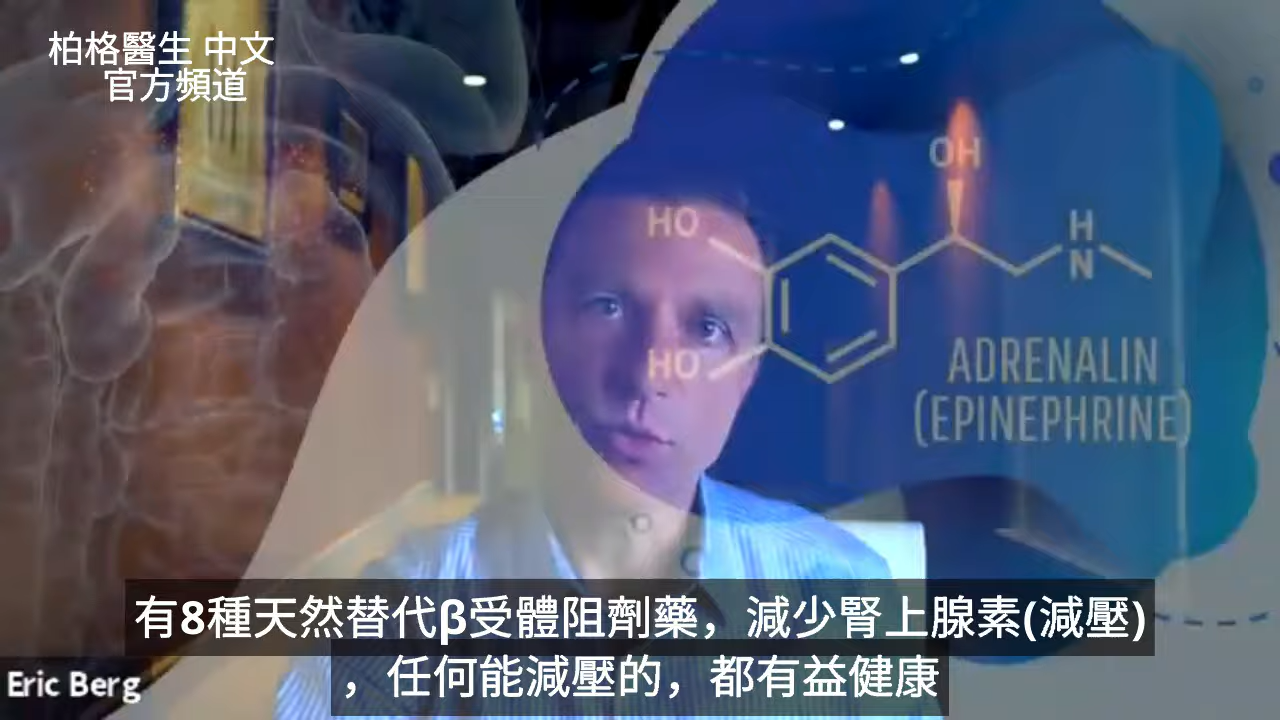 柏格醫生 中文
官方頻道
OH
HO
H
N
HO
ADRENALIN
(EPINEPHRINE)
有8種天然替代β受體阻劑藥，減少腎上腺素(減壓)
，任何能減壓的，都有益健康
Eric Berg